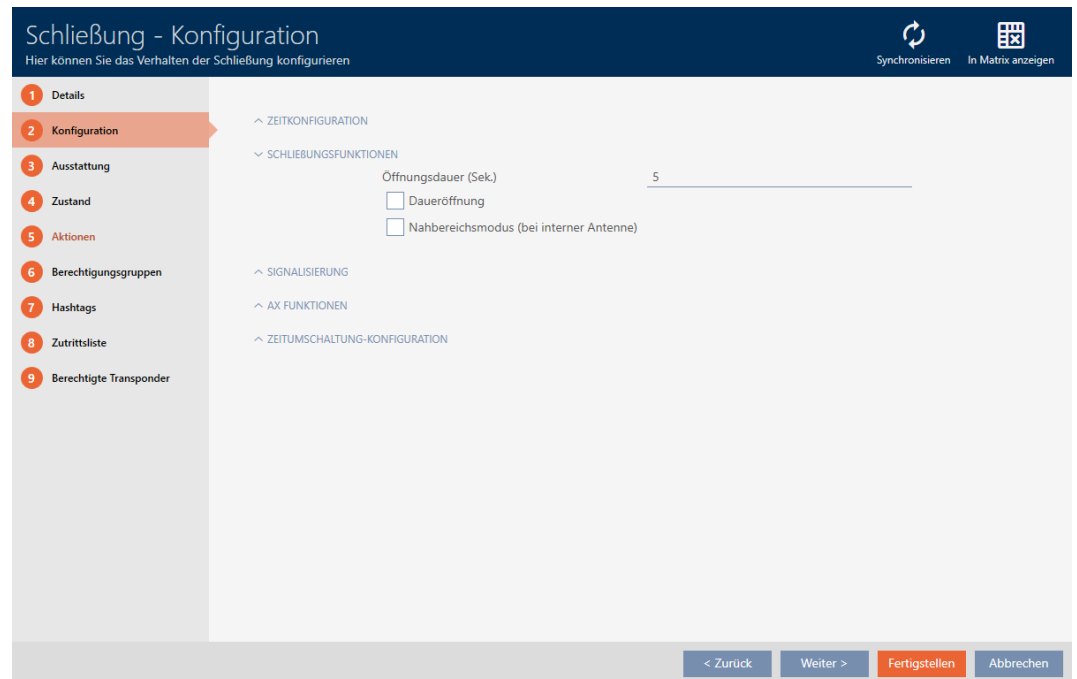 Schließung - Konfiguration
Hier können Sie das Verhalten der Schließung konfigurieren
Synchronisieren
In Matrix anzeigen
1 Details
2 Konfiguration
3 Ausstattung
4 Zustand
5 Aktionen
6 Berechtigungsgruppen
7 Hashtags
8 Zutrittsliste
9 Berechtigte Transponder
ZEITKONFIGURATION
SCHLIEßUNGSFUNKTIONEN
Öffnungsdauer (Sek.) 5
Daueröffnung
Nahbereichsmodus (bei interner Antenne)
SIGNALISIERUNG
AX FUNKTIONEN
ZEITUMSCHALTUNG-KONFIGURATION
< Zurück
Weiter >
Fertigstellen
Abbrechen